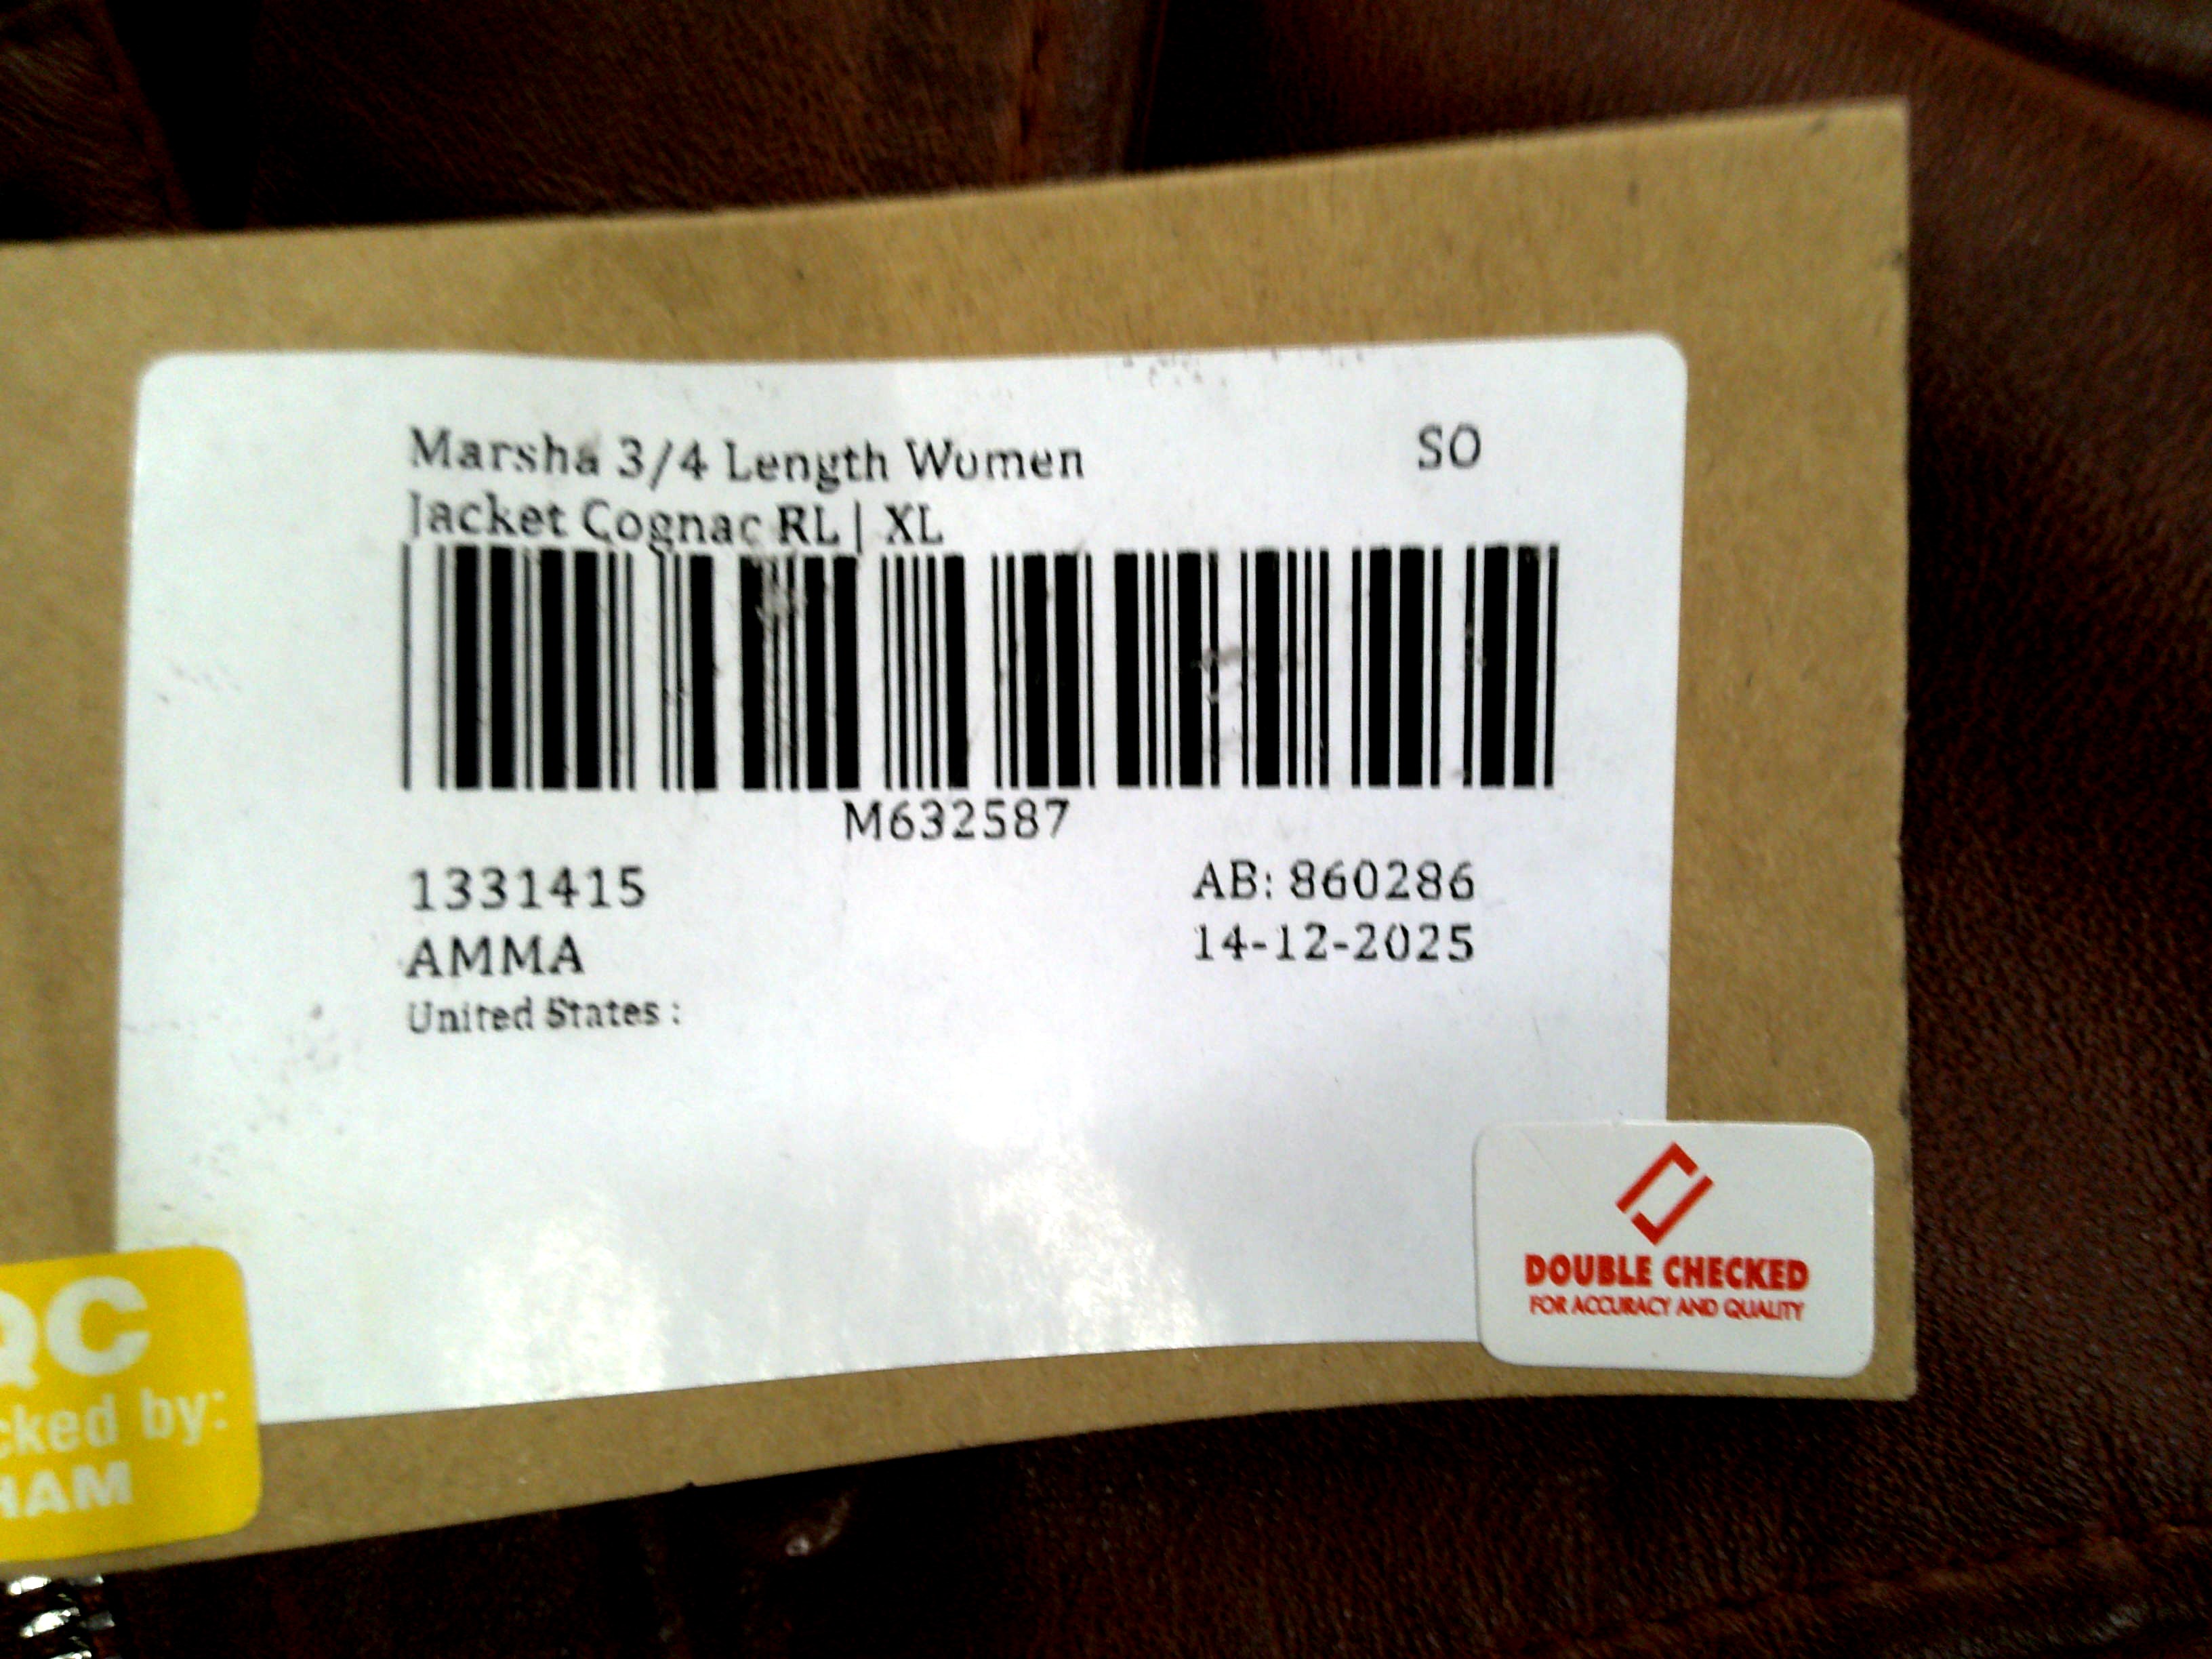 Marsha 3/4 Length Women
Jacket Cognac RL | XL
SO
M632587
1331415
AB: 860286
AMMA
14-12-2025
United States :
DOUBLE CHECKED
FOR ACCURACY AND QUALITY
QC
cked by:
HAM